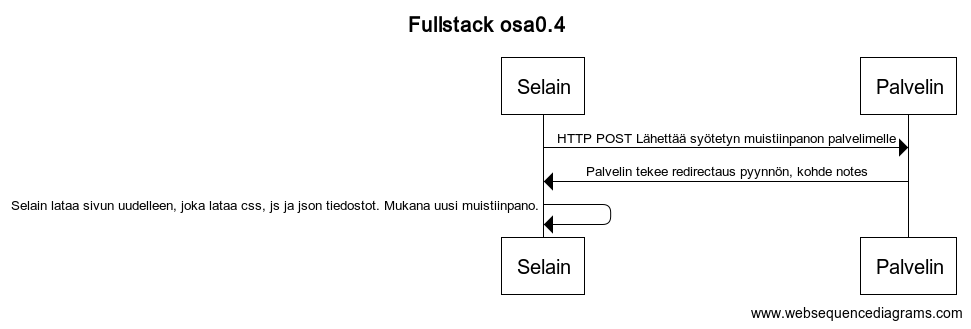 Fullstack osa0.4
Selain
Palvelin
HTTP POST Lähettää syötetyn muistiinpanon palvelimelle
Palvelin tekee redirectaus pyynnön, kohde notes
Selain lataa sivun uudelleen, joka lataa css, js ja json tiedostot. Mukana uusi muistiinpano.
Selain
Palvelin
www.websequencediagrams.com